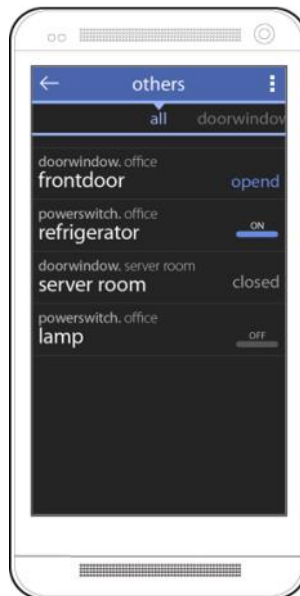 others
all doorwindow
doorwindow. office
frontdoor opend
powerswitch. office
refrigerator ON
doorwindow. server room
server room closed
powerswitch. office
lamp OFF